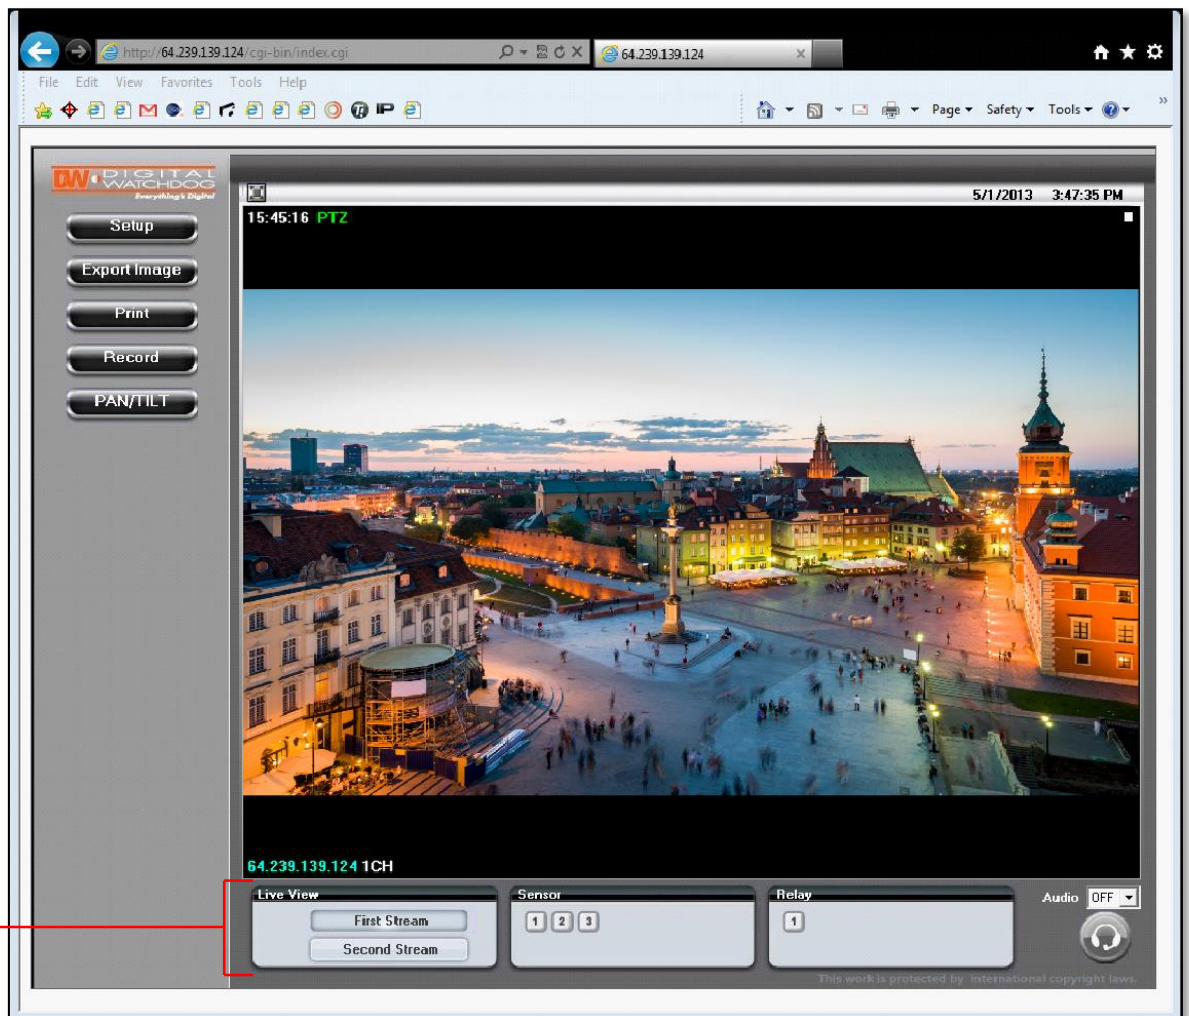 http://64.239.139.124/cgi-bin/index.cgi
64.239.139.124
File Edit View Favorites Tools Help
Page Safety Tools
DW DIGITAL
WATCHDOG
Everything's Digital
5/1/2013 3:47:35 PM
Setup
Export Image
Print
Record
PAN/TILT
15:45:16 PTZ
64.239.139.124 1CH
Live View
First Stream
Second Stream
Sensor
1 2 3
Relay
1
Audio OFF
This work is protected by international copyright laws.